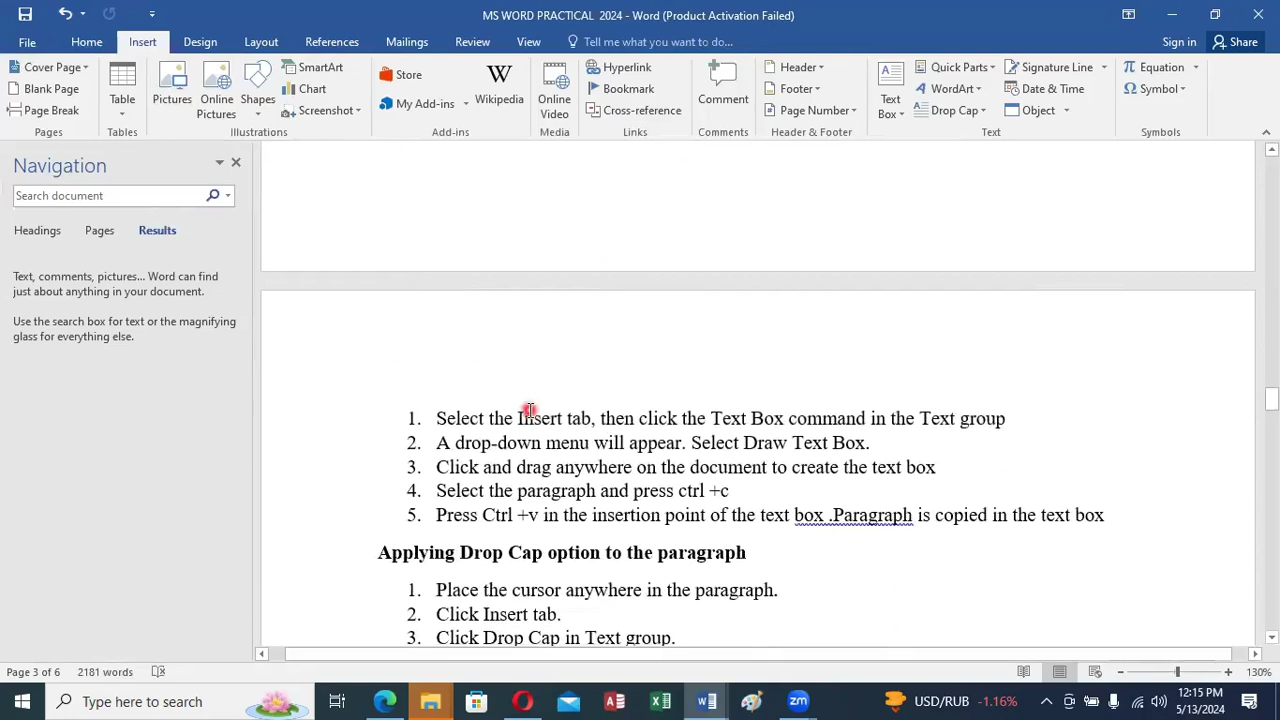 MS WORD PRACTICAL 2024 - Word (Product Activation Failed)
File Home Insert Design Layout References Mailings Review View Tell me what you want to do... Sign in Share
Cover Page
Blank Page
Page Break
Pages
Table
Tables
Pictures
Online Pictures
Shapes
SmartArt
Chart
Screenshot
Illustrations
Store
My Add-ins
Wikipedia
Add-ins
Online Video
Media
Hyperlink
Bookmark
Cross-reference
Links
Comment
Comments
Header
Footer
Page Number
Header & Footer
Text Box
Quick Parts
WordArt
Drop Cap
Signature Line
Date & Time
Object
Text
Equation
Symbol
Symbols
Navigation
Search document
Headings Pages Results
Text, comments, pictures... Word can find
just about anything in your document.
Use the search box for text or the magnifying
glass for everything else.
1. Select the Insert tab, then click the Text Box command in the Text group
2. A drop-down menu will appear. Select Draw Text Box.
3. Click and drag anywhere on the document to create the text box
4. Select the paragraph and press ctrl +c
5. Press Ctrl +v in the insertion point of the text box .Paragraph is copied in the text box
Applying Drop Cap option to the paragraph
1. Place the cursor anywhere in the paragraph.
2. Click Insert tab.
3. Click Drop Cap in Text group.
Page 3 of 6 2181 words 130%
Type here to search
USD/RUB -1.16%
12:15 PM
5/13/2024